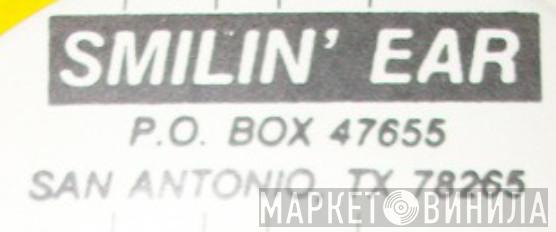 SMILIN' EAR
P.O. BOX 47655
SAN ANTONIO, TX 78265
МАРКЕТ ВИНИЛА